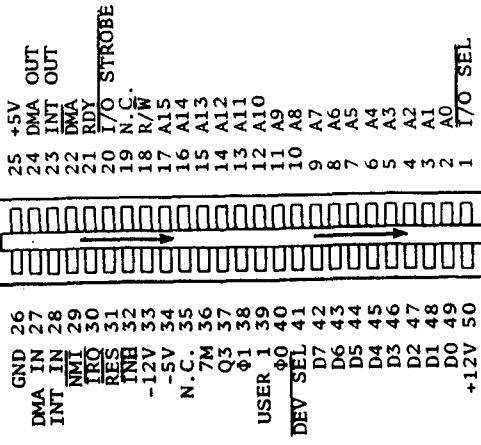 GND 26
DMA IN 27
INT IN 28
NMI 29
IRQ 30
RES 31
INH 32
-12V 33
-5V 34
N.C. 35
7M 36
Q3 37
Φ1 38
USER 1 39
Φ0 40
DEV SEL 41
D7 42
D6 43
D5 44
D4 45
D3 46
D2 47
D1 48
D0 49
+12V 50
25 +5V
24 DMA OUT
23 INT OUT
22 DMA
21 RDY
20 I/O STROBE
19 N.C.
18 R/W
17 A15
16 A14
15 A13
14 A12
13 A11
12 A10
11 A9
10 A8
9 A7
8 A6
7 A5
6 A4
5 A3
4 A2
3 A1
2 A0
1 I/O SEL